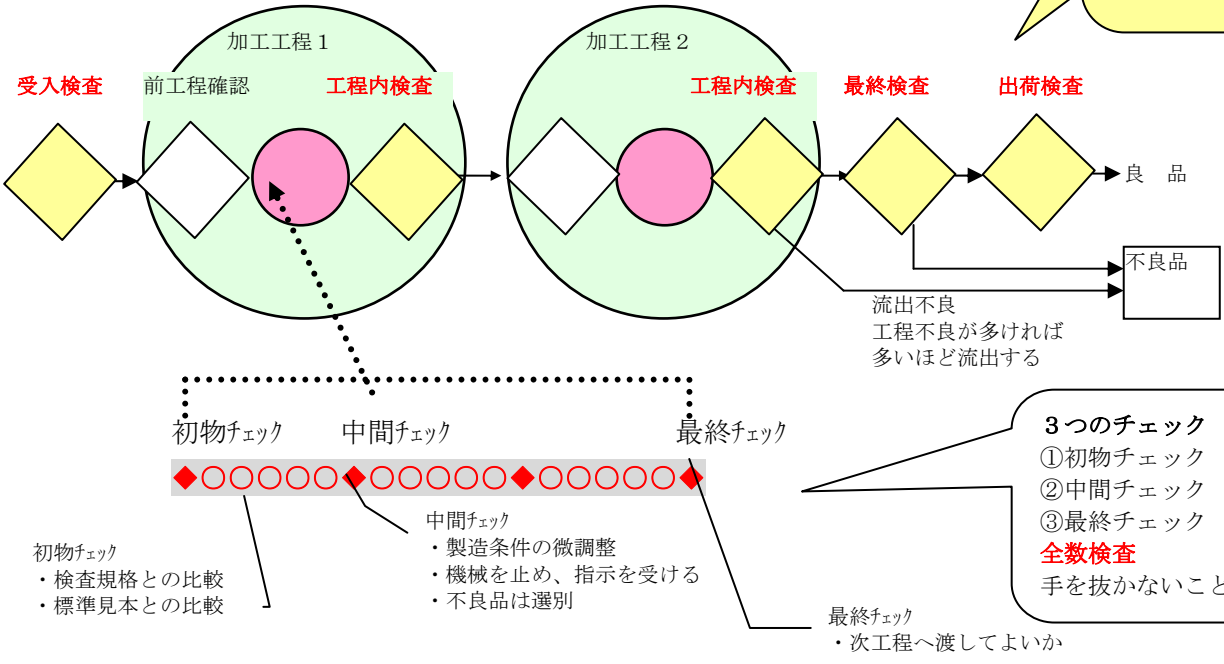 加工工程１
加工工程２
受入検査
前工程確認
工程内検査
工程内検査
最終検査
出荷検査
良　品
不良品
流出不良
工程不良が多ければ
多いほど流出する
初物ﾁｪｯｸ
中間ﾁｪｯｸ
最終ﾁｪｯｸ
◆○○○○○◆○○○○○◆○○○○○◆
３つのチェック
①初物チェック
②中間チェック
③最終チェック
全数検査
手を抜かないこと
初物ﾁｪｯｸ
・検査規格との比較
・標準見本との比較
中間ﾁｪｯｸ
・製造条件の微調整
・機械を止め、指示を受ける
・不良品は選別
最終ﾁｪｯｸ
・次工程へ渡してよいか